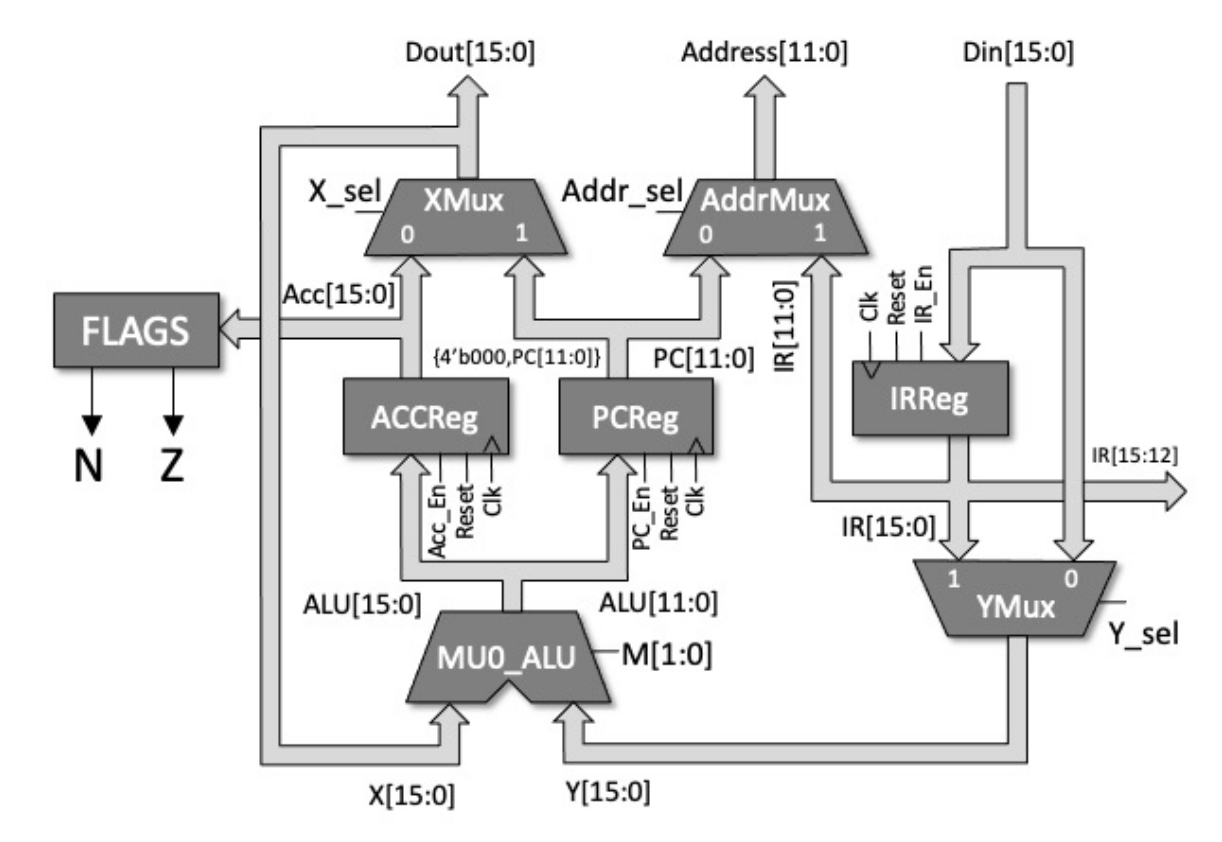 Dout[15:0]
Address[11:0]
Din[15:0]
X_sel
XMux
0
1
Addr_sel
AddrMux
0
1
Acc[15:0]
FLAGS
N
Z
{4'b000,PC[11:0]}
PC[11:0]
IR[11:0]
Clk
Reset
IR_En
IRReg
ACCReg
Acc_En
Reset
Clk
PCReg
PC_En
Reset
Clk
IR[15:12]
IR[15:0]
1
0
YMux
Y_sel
ALU[15:0]
ALU[11:0]
MU0_ALU
M[1:0]
X[15:0]
Y[15:0]